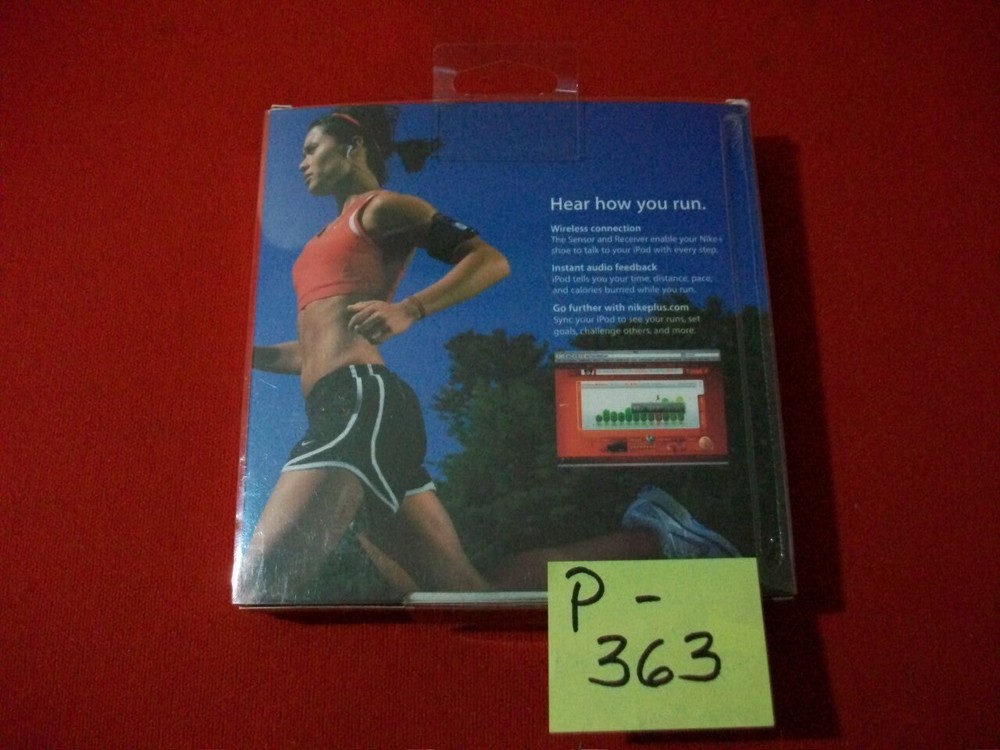 Hear how you run.
Wireless connection
The Sensor and Receiver enable your Nike+
shoe to talk to your iPod with every step.
Instant audio feedback
iPod tells you your time, distance, pace,
and calories burned while you run.
Go further with nikeplus.com
Sync your iPod to see your runs, set
goals, challenge others, and more.
P -
363